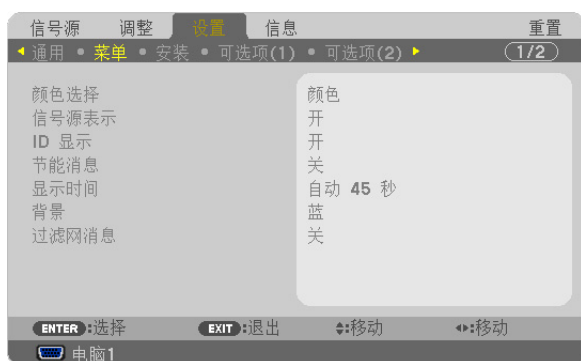 信号源 调整 设置 信息 重置
通用 • 菜单 • 安装 • 可选项(1) • 可选项(2) 1/2
颜色选择 颜色
信号源表示 开
ID 显示 开
节能消息 关
显示时间 自动 45 秒
背景 蓝
过滤网消息 关
ENTER:选择 EXIT:退出 :移动 :移动
电脑1